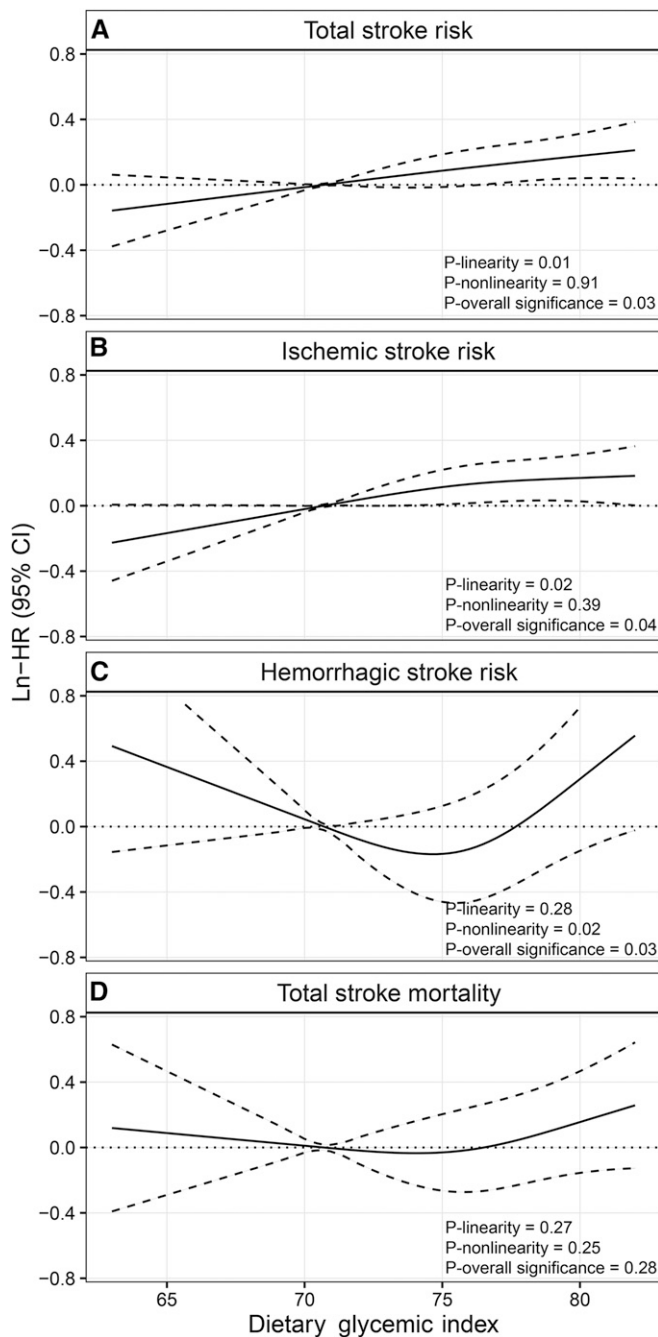 A Total stroke risk
0.8
0.4
0.0
−0.4
−0.8
P-linearity = 0.01
P-nonlinearity = 0.91
P-overall significance = 0.03
B Ischemic stroke risk
0.8
0.4
0.0
−0.4
−0.8
P-linearity = 0.02
P-nonlinearity = 0.39
P-overall significance = 0.04
Ln−HR (95% CI)
C Hemorrhagic stroke risk
0.8
0.4
0.0
−0.4
−0.8
P-linearity = 0.28
P-nonlinearity = 0.02
P-overall significance = 0.03
D Total stroke mortality
0.8
0.4
0.0
−0.4
−0.8
P-linearity = 0.27
P-nonlinearity = 0.25
P-overall significance = 0.28
65 70 75 80
Dietary glycemic index